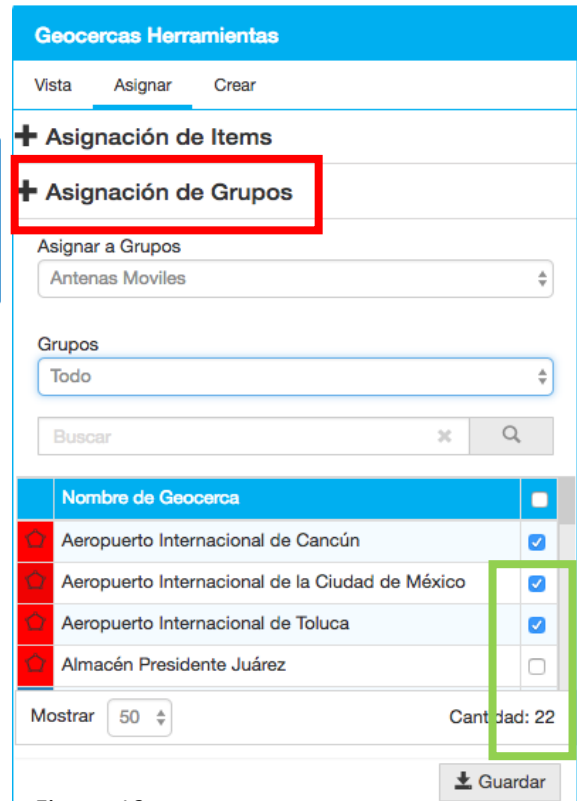 Geocercas Herramientas
Vista Asignar Crear
+ Asignación de Items
+ Asignación de Grupos
Asignar a Grupos
Antenas Moviles
Grupos
Todo
Buscar
Nombre de Geocerca
Aeropuerto Internacional de Cancún
Aeropuerto Internacional de la Ciudad de México
Aeropuerto Internacional de Toluca
Almacén Presidente Juárez
Mostrar 50 Cantidad: 22
Guardar